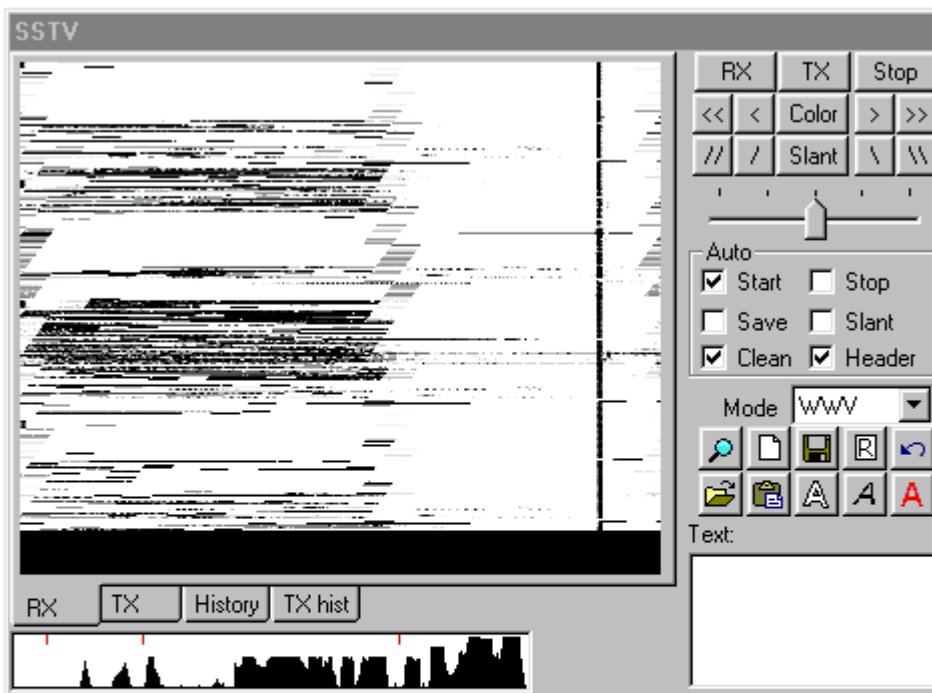 SSTV
RX TX Stop
<< < Color > >>
// / Slant \ \\
Auto
Start Stop
Save Slant
Clean Header
Mode WWV
R
A A A
Text:
RX TX History TX hist